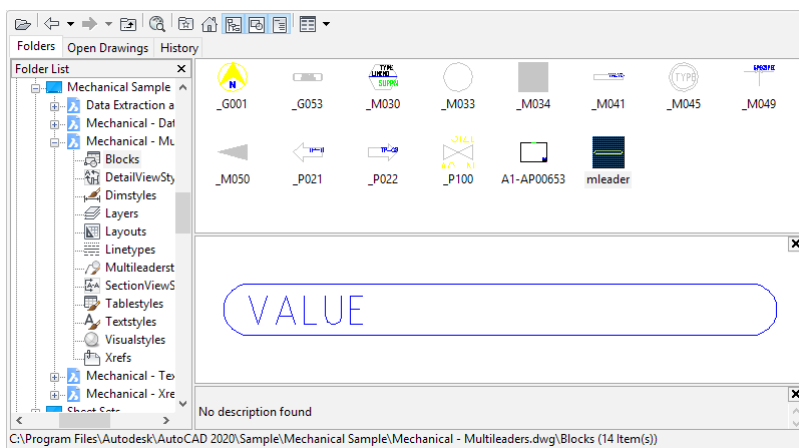 Folders Open Drawings History
Folder List
Mechanical Sample
Data Extraction a
Mechanical - Dat
Mechanical - Mu
Blocks
DetailViewSty
Dimstyles
Layers
Layouts
Linetypes
Multileaderst
SectionViewS
Tablestyles
Textstyles
Visualstyles
Xrefs
Mechanical - Tex
Mechanical - Xre
Sheet Sets
N
TYPE
SUPPLY
TYPE
_G001 _G053 _M030 _M033 _M034 _M041 _M045 _M049
_M050 _P021 _P022 _P100 A1-AP00653 mleader
VALUE
No description found
C:\Program Files\Autodesk\AutoCAD 2020\Sample\Mechanical Sample\Mechanical - Multileaders.dwg\Blocks (14 Item(s))